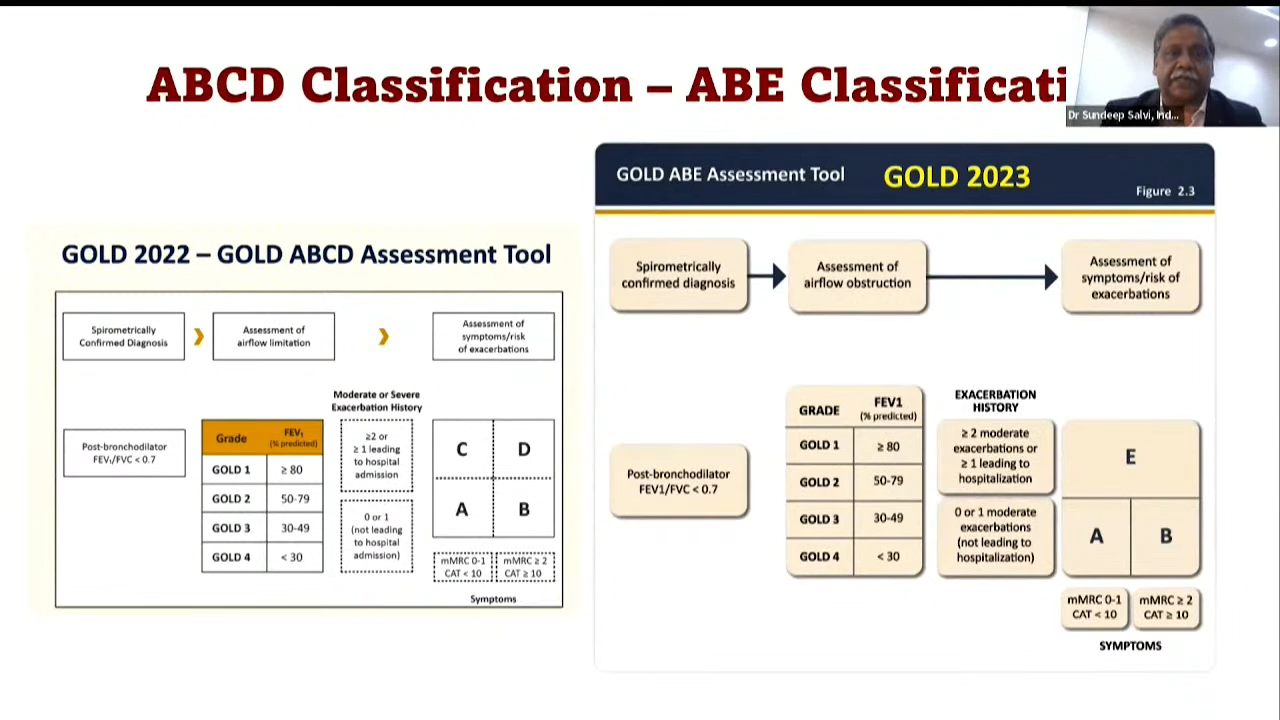 ABCD Classification – ABE Classificati
Dr Sundeep Salvi, Ind...
GOLD 2022 – GOLD ABCD Assessment Tool
Spirometrically
Confirmed Diagnosis
Assessment of
airflow limitation
Assessment of
symptoms/risk
of exacerbations
Post-bronchodilator
FEV₁/FVC < 0.7
Grade
FEV₁
(% predicted)
GOLD 1
≥ 80
GOLD 2
50-79
GOLD 3
30-49
GOLD 4
< 30
Moderate or Severe
Exacerbation History
≥2 or
≥ 1 leading
to hospital
admission
0 or 1
(not leading
to hospital
admission)
C
D
A
B
mMRC 0-1
CAT < 10
mMRC ≥ 2
CAT ≥ 10
Symptoms
GOLD ABE Assessment Tool
GOLD 2023
Figure 2.3
Spirometrically
confirmed diagnosis
Assessment of
airflow obstruction
Assessment of
symptoms/risk of
exacerbations
Post-bronchodilator
FEV1/FVC < 0.7
GRADE
FEV1
(% predicted)
GOLD 1
≥ 80
GOLD 2
50-79
GOLD 3
30-49
GOLD 4
< 30
EXACERBATION
HISTORY
≥ 2 moderate
exacerbations or
≥ 1 leading to
hospitalization
0 or 1 moderate
exacerbations
(not leading to
hospitalization)
E
A
B
mMRC 0-1
CAT < 10
mMRC ≥ 2
CAT ≥ 10
SYMPTOMS